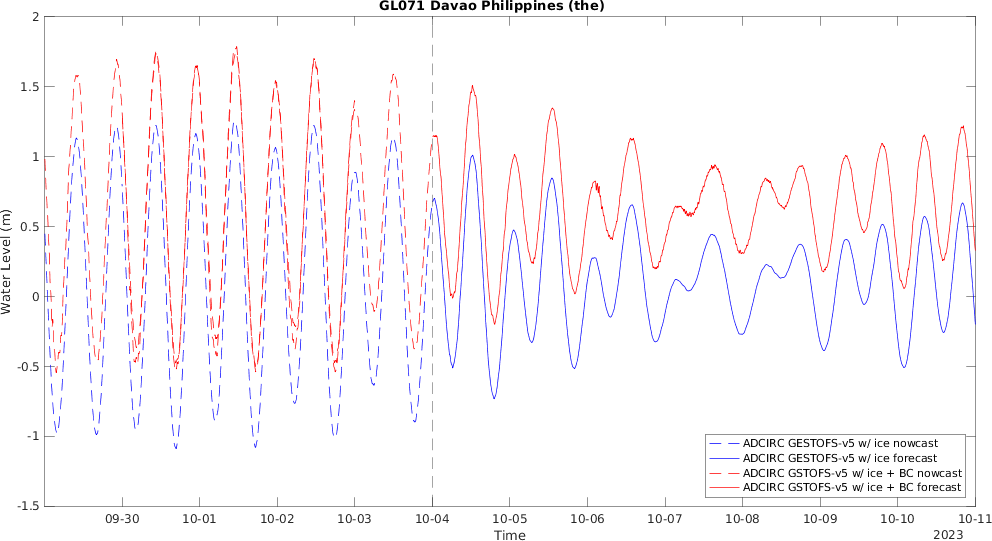 GL071 Davao Philippines (the)
2
1.5
1
0.5
0
-0.5
-1
-1.5
Water Level (m)
ADCIRC GESTOFS-v5 w/ ice nowcast
ADCIRC GESTOFS-v5 w/ ice forecast
ADCIRC GSTOFS-v5 w/ ice + BC nowcast
ADCIRC GSTOFS-v5 w/ ice + BC forecast
09-30 10-01 10-02 10-03 10-04 10-05 10-06 10-07 10-08 10-09 10-10 10-11
Time
2023